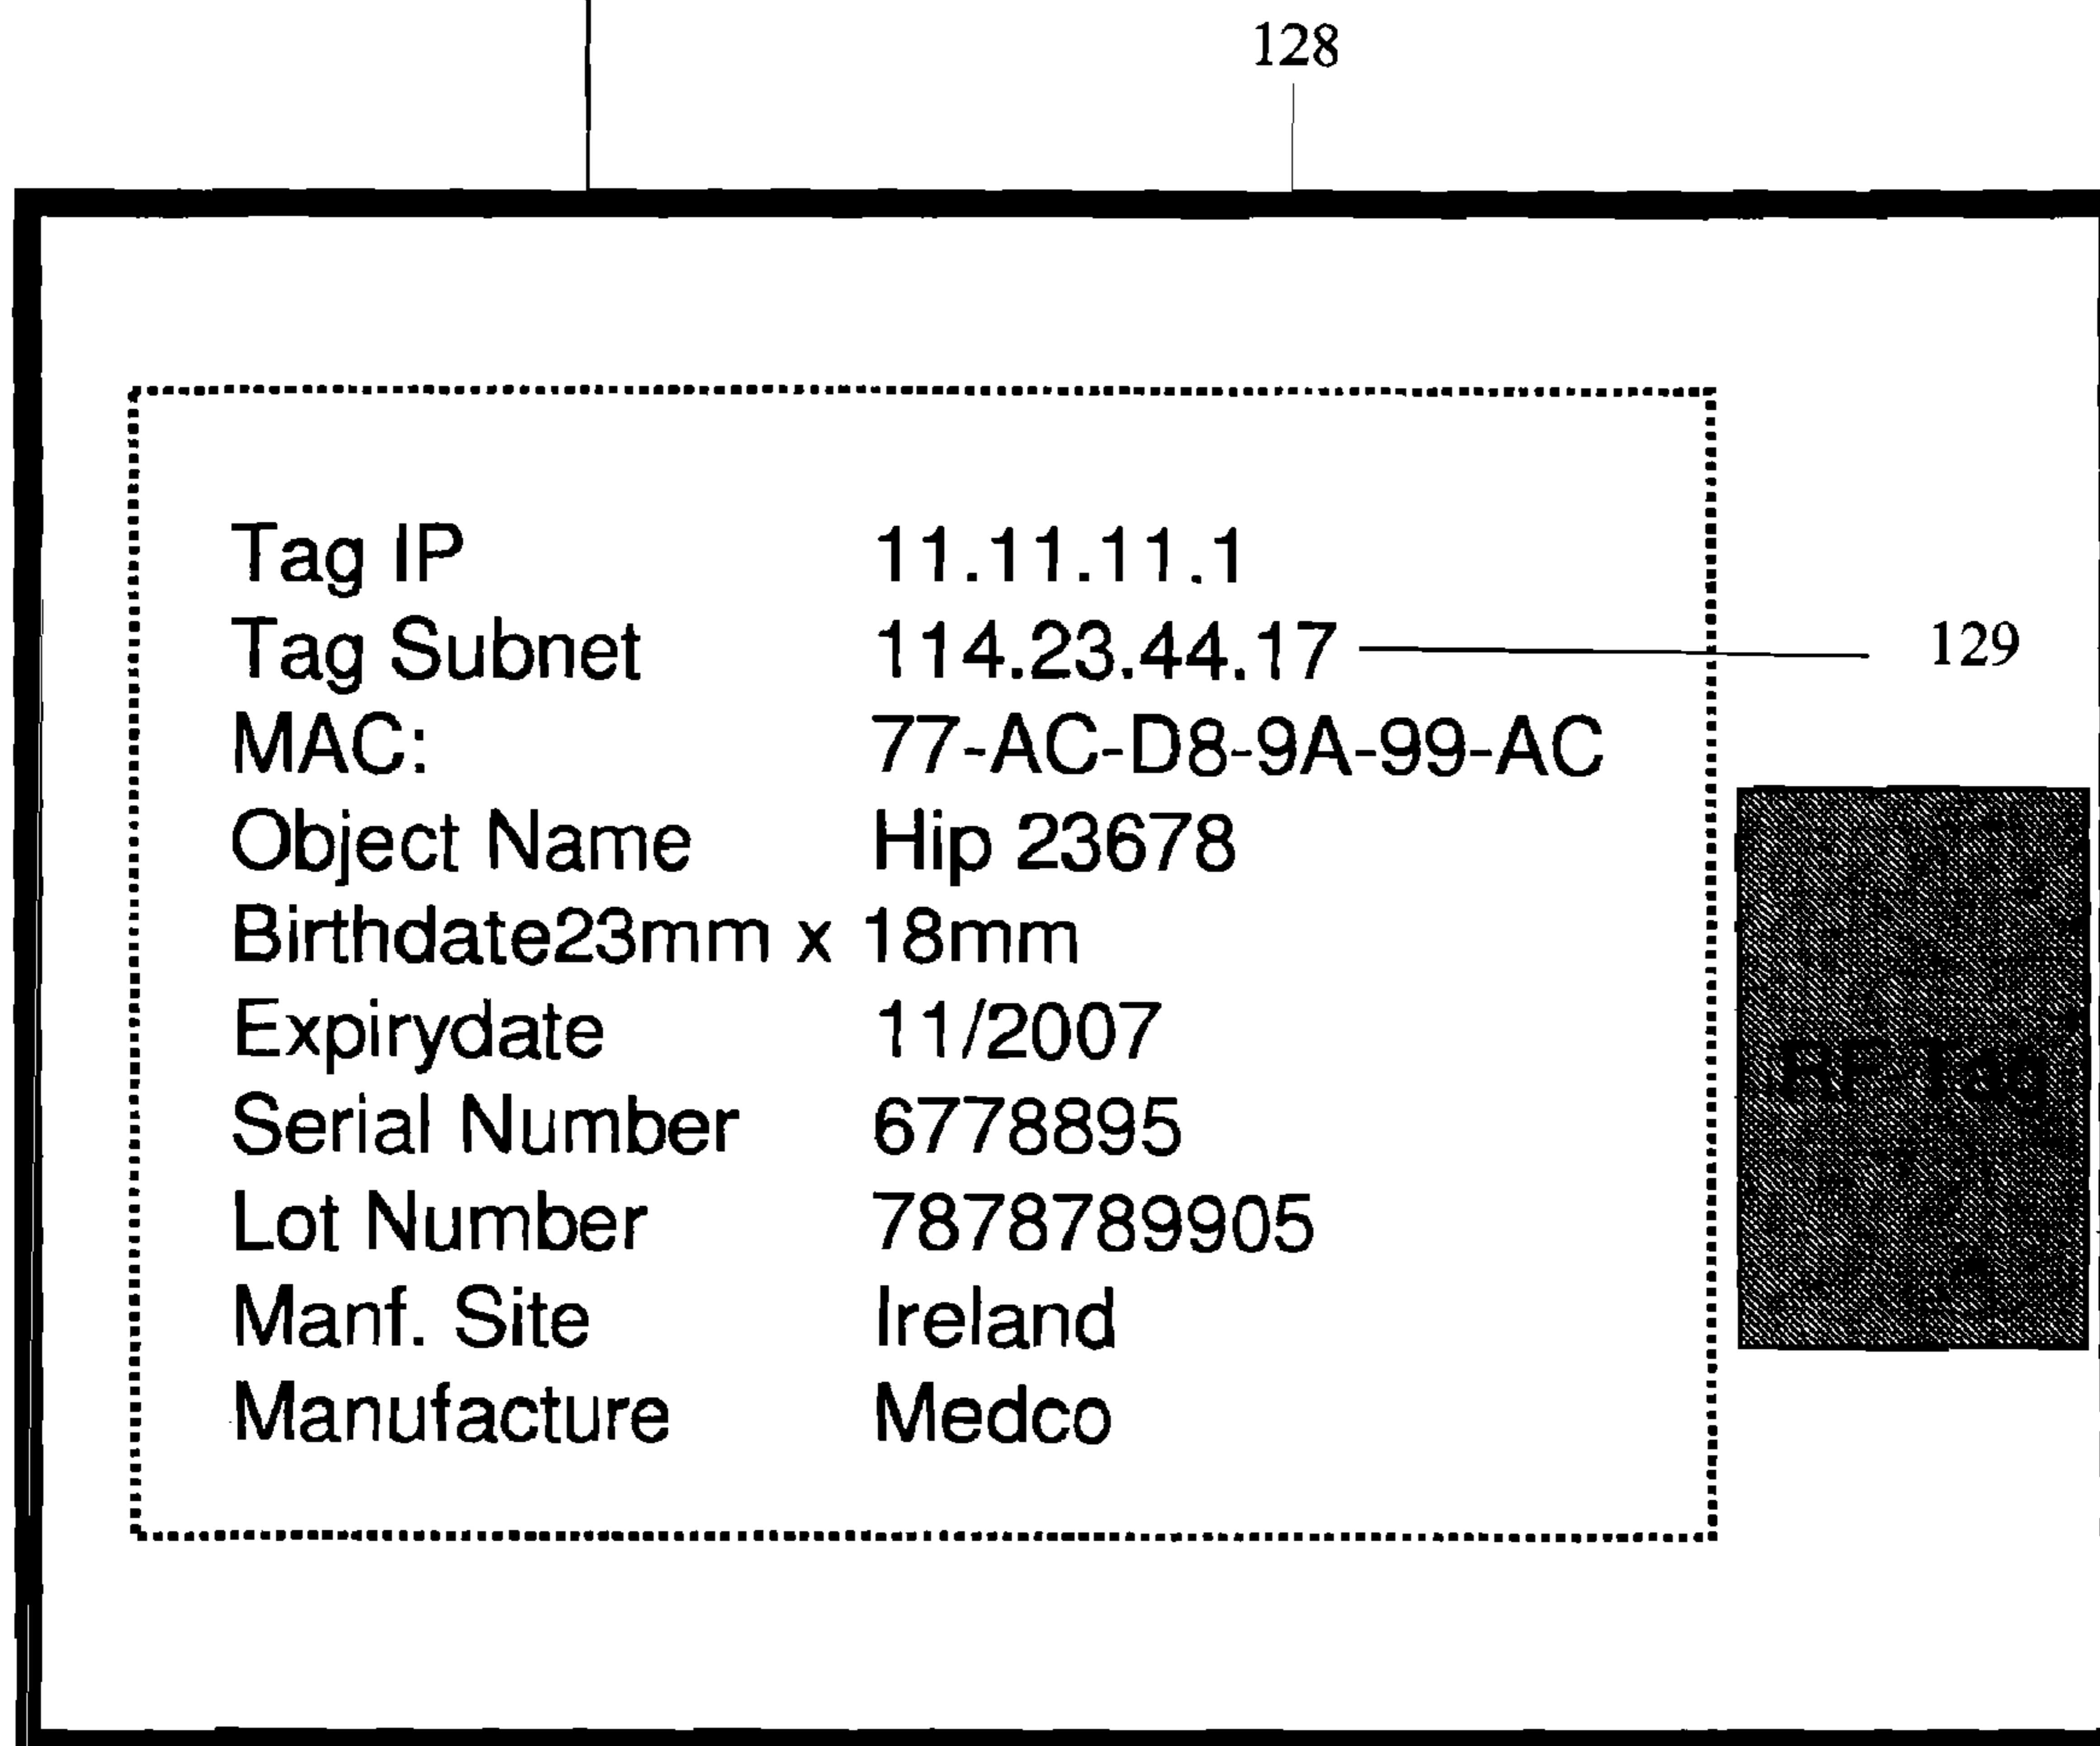 128
Tag IP 11.11.11.1
Tag Subnet 114.23.44.17
129
MAC: 77-AC-D8-9A-99-AC
Object Name Hip 23678
Birthdate23mm x 18mm
Expirydate 11/2007
RF Tag
Serial Number 6778895
Lot Number 7878789905
Manf. Site Ireland
Manufacture Medco